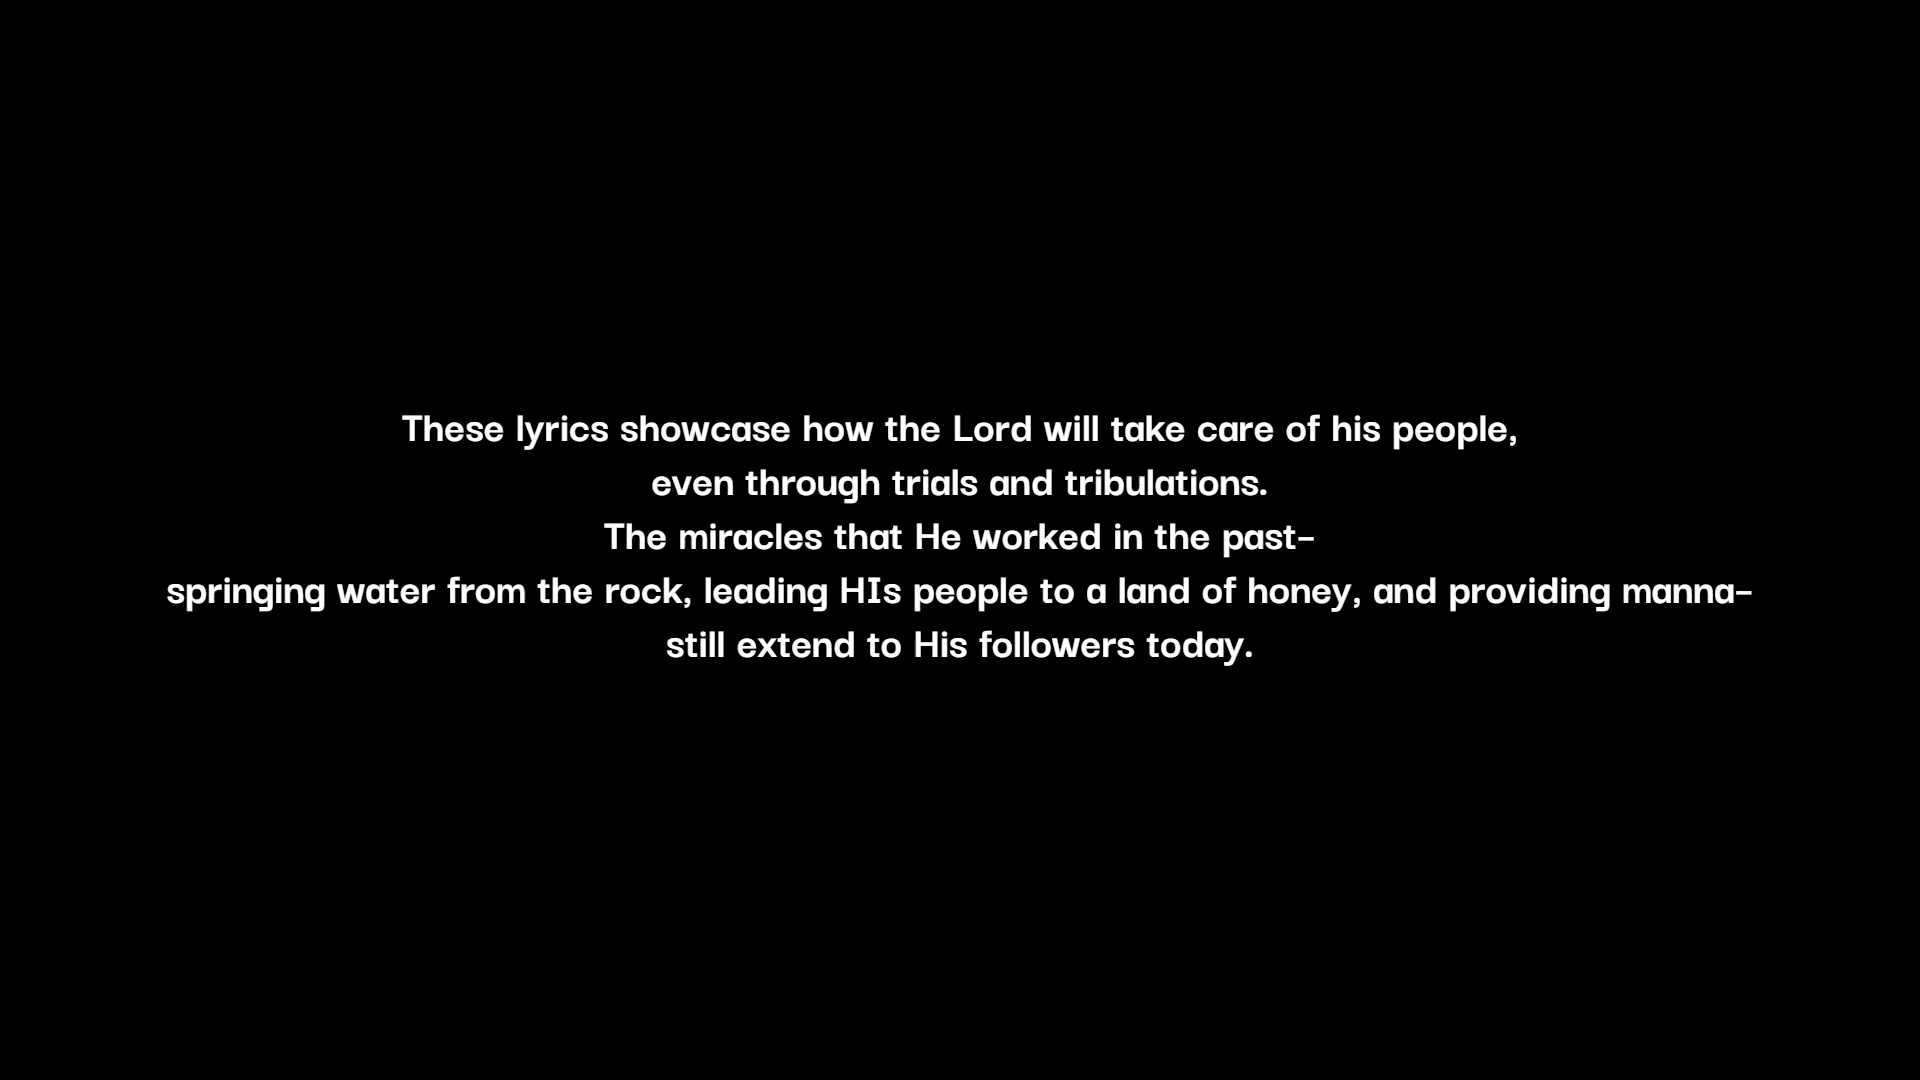 These lyrics showcase how the Lord will take care of his people,
even through trials and tribulations.
The miracles that He worked in the past–
springing water from the rock, leading HIs people to a land of honey, and providing manna–
still extend to His followers today.